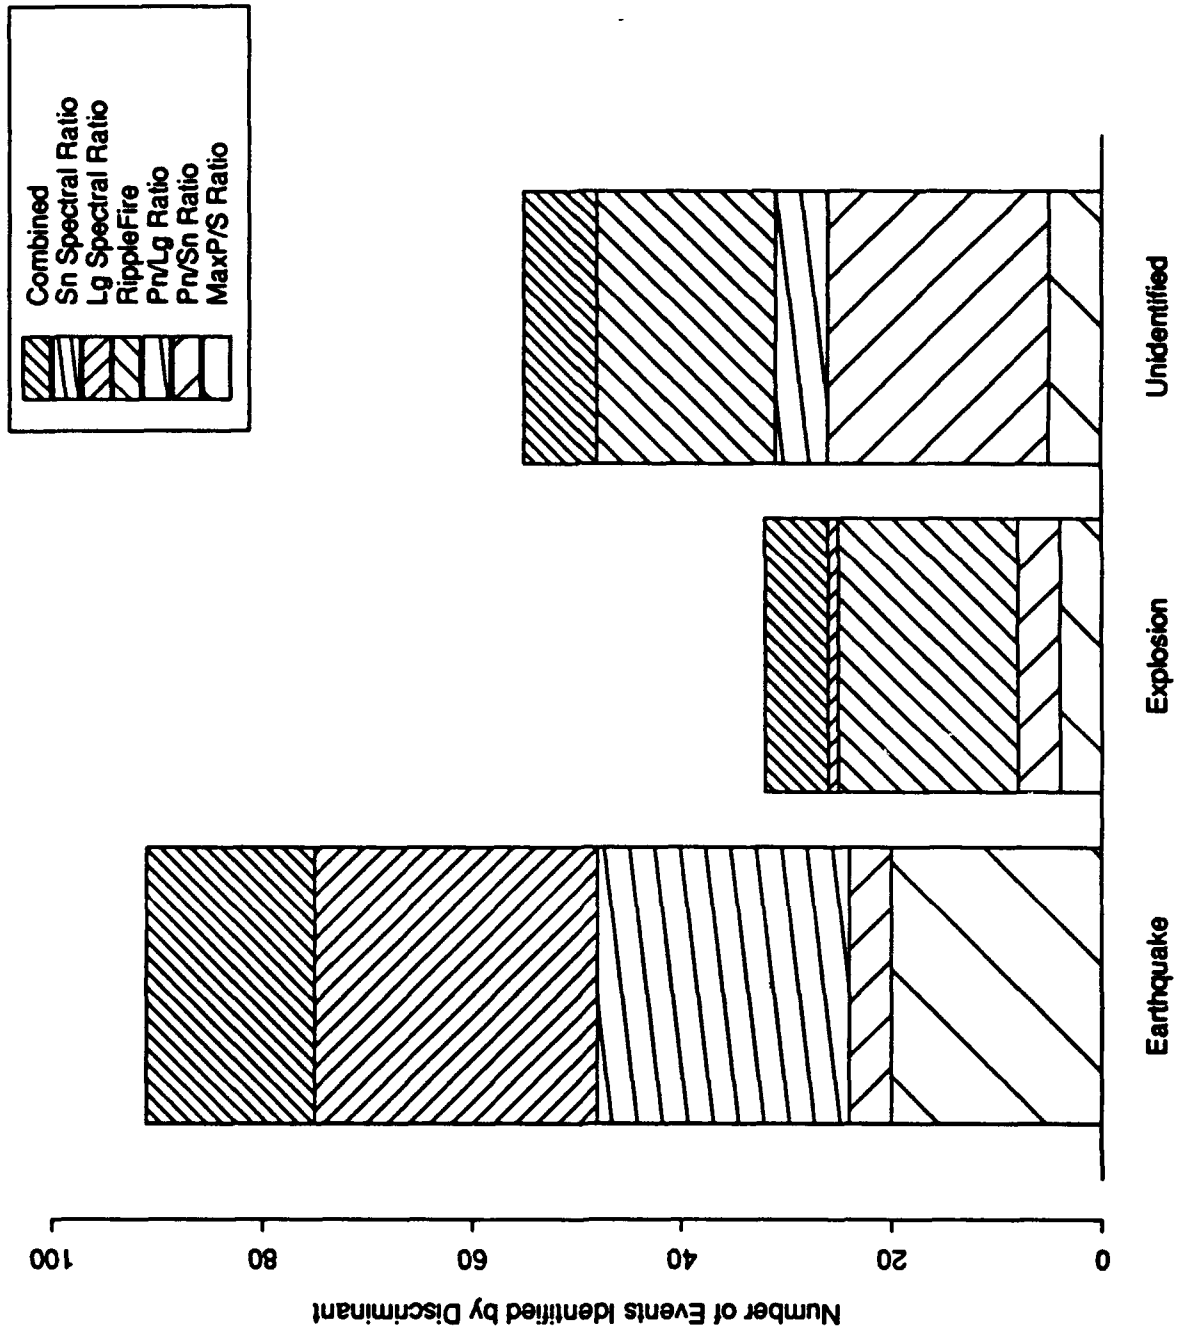 Combined
Sn Spectral Ratio
Lg Spectral Ratio
RippleFire
Pn/Lg Ratio
Pn/Sn Ratio
MaxP/S Ratio
Number of Events Identified by Discriminant
100
80
60
40
20
0
Earthquake
Explosion
Unidentified